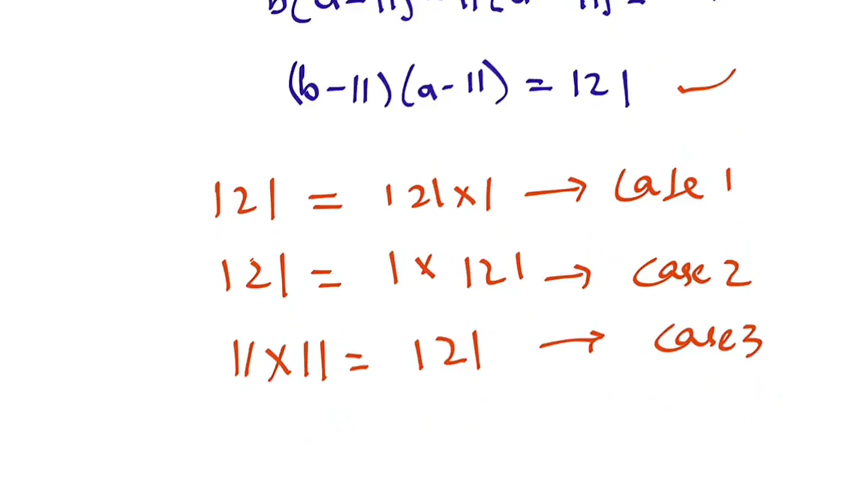 (b-11)(a-11) = 121 ✓
121 = 121×1 → Case 1
121 = 1 × 121 → case 2
11×11 = 121 → case3